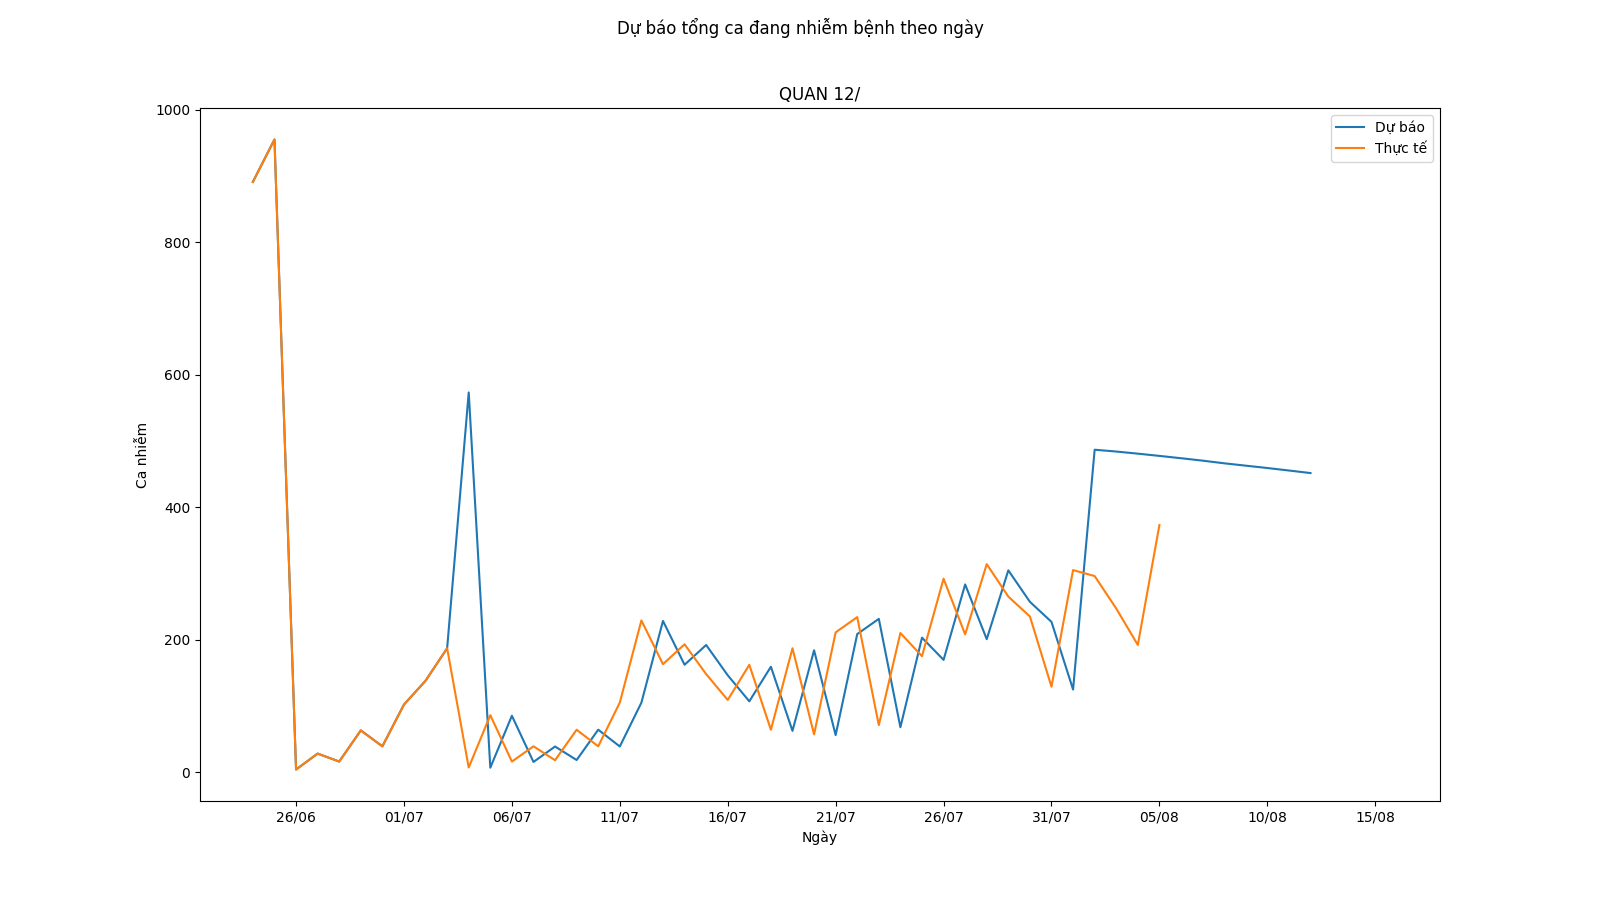 Dự báo tổng ca đang nhiễm bệnh theo ngày
QUAN 12/
Dự báo
Thực tế
1000
800
600
400
200
0
Ca nhiễm
26/06 01/07 06/07 11/07 16/07 21/07 26/07 31/07 05/08 10/08 15/08
Ngày